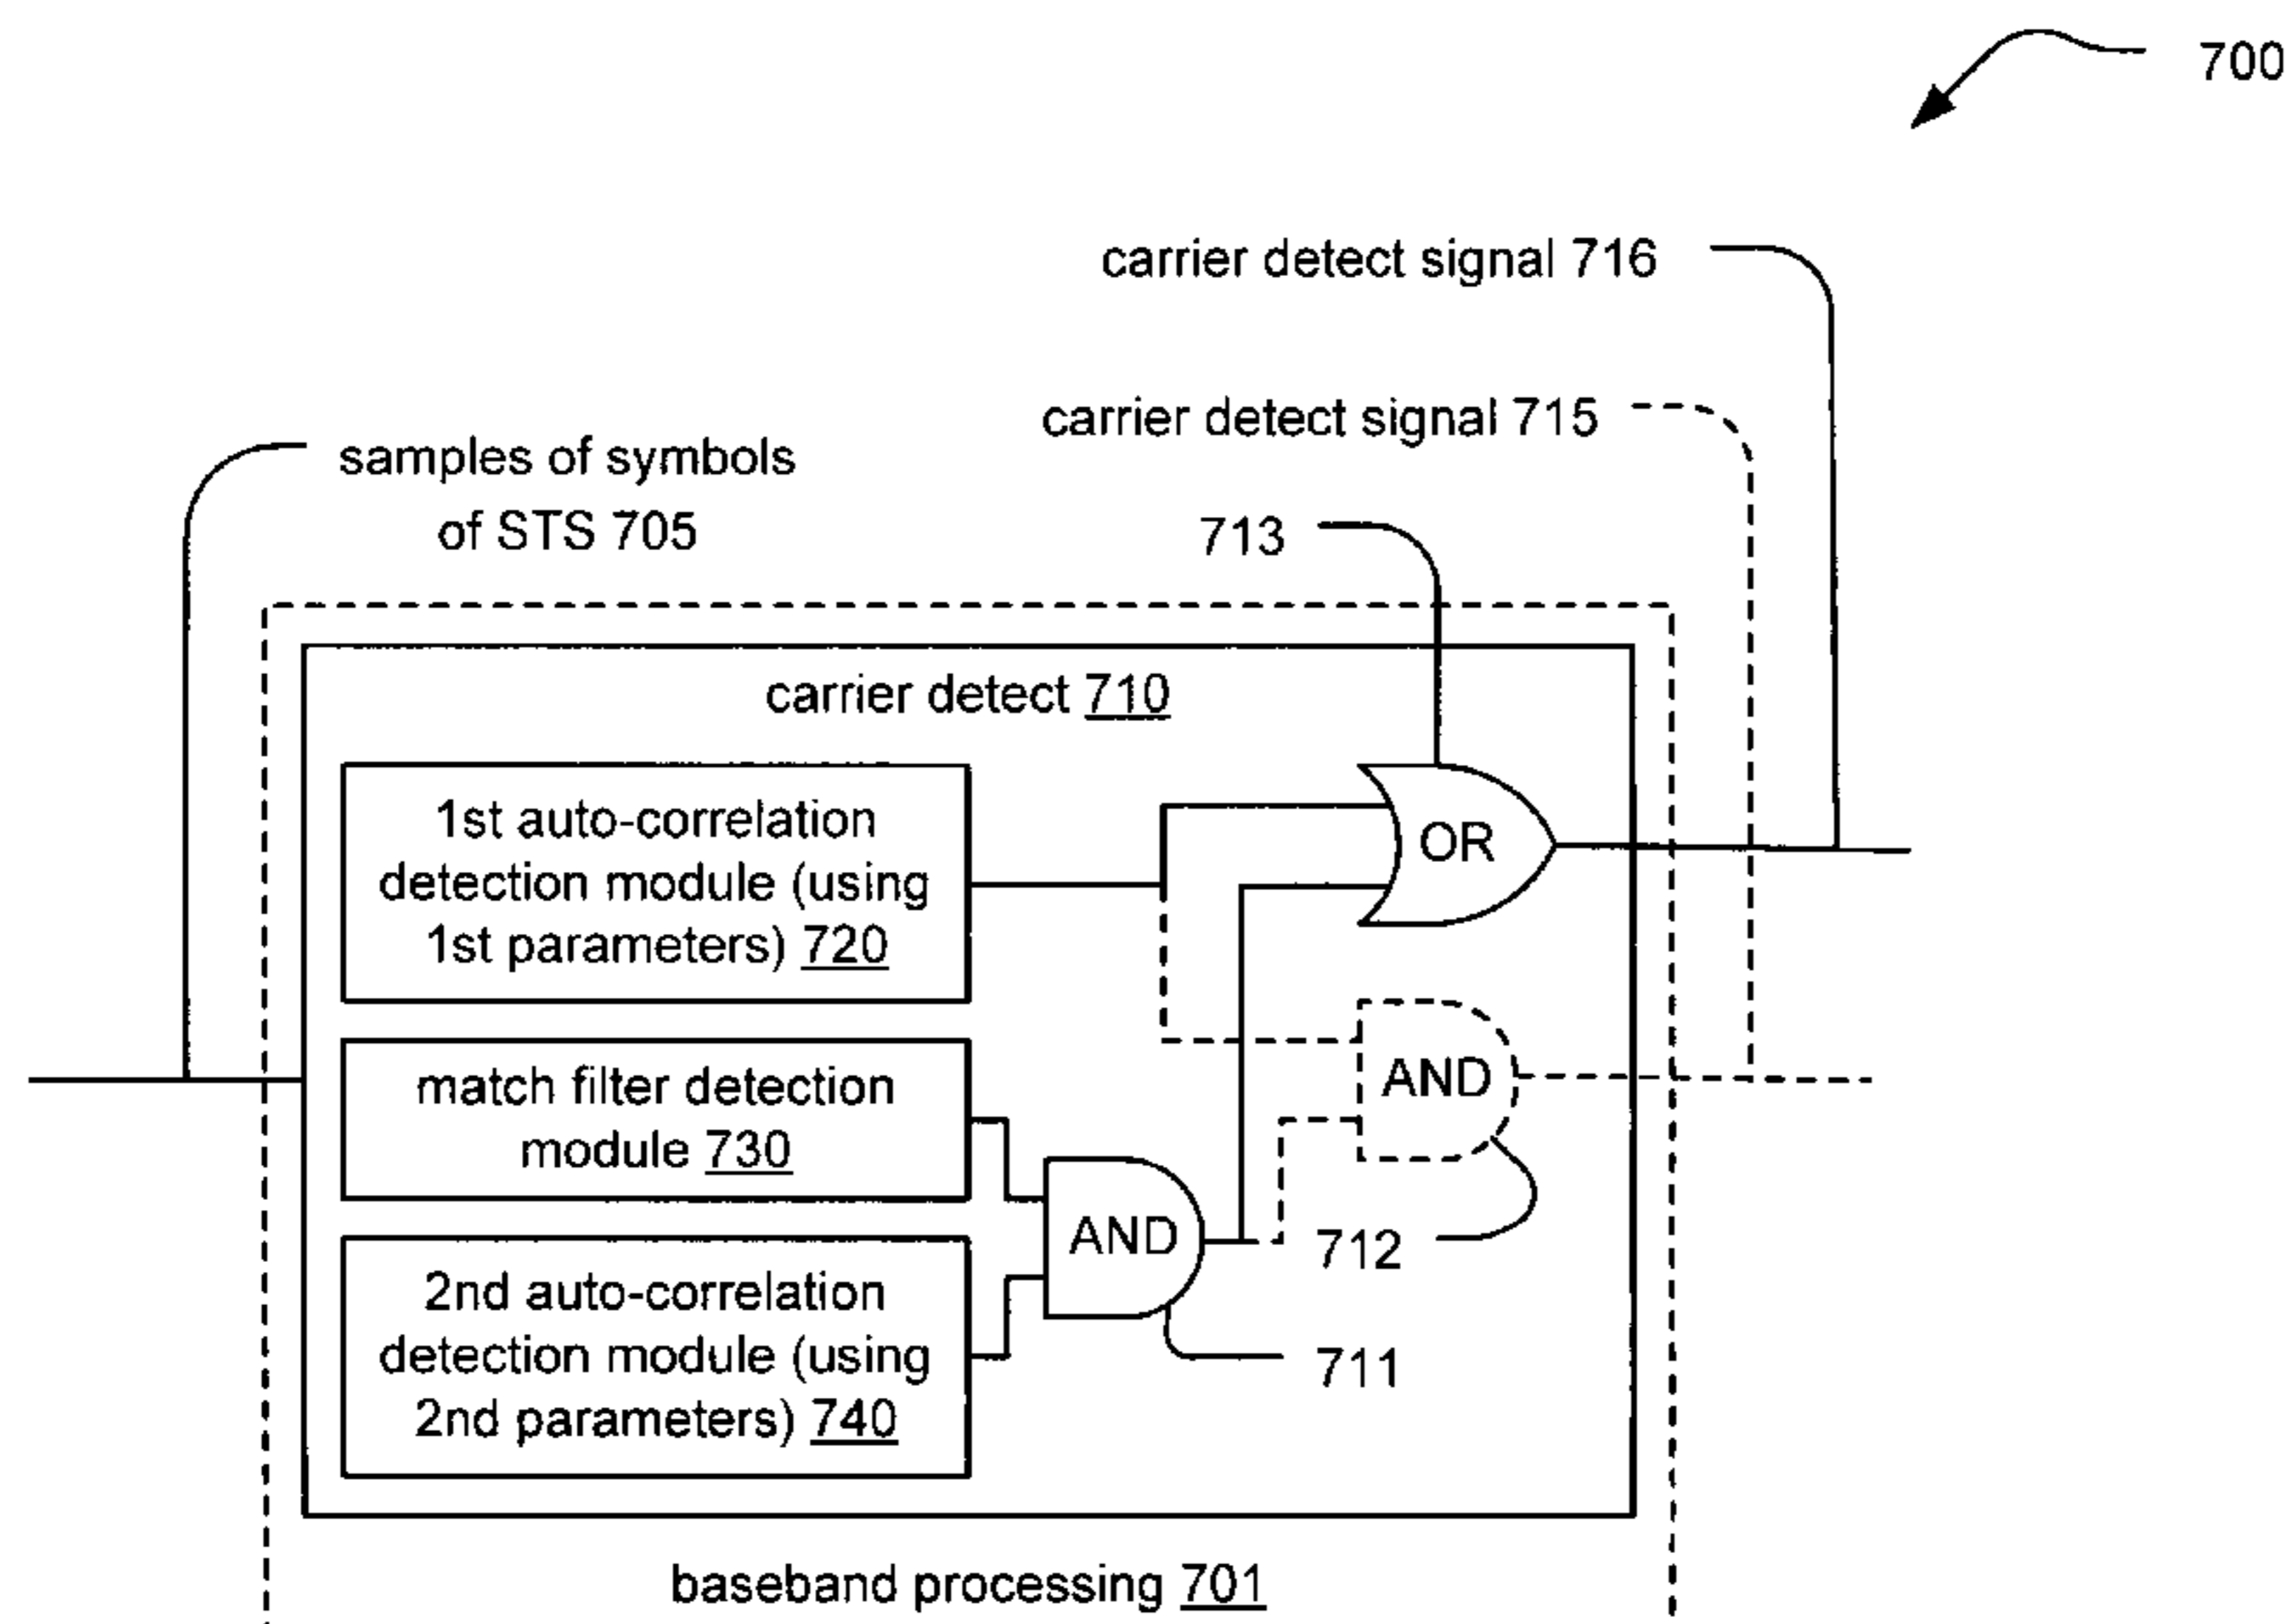 700
carrier detect signal 716
carrier detect signal 715
samples of symbols
of STS 705
713
carrier detect 710
1st auto-correlation
detection module (using
1st parameters) 720
OR
match filter detection
module 730
AND
AND
712
2nd auto-correlation
detection module (using
2nd parameters) 740
711
baseband processing 701